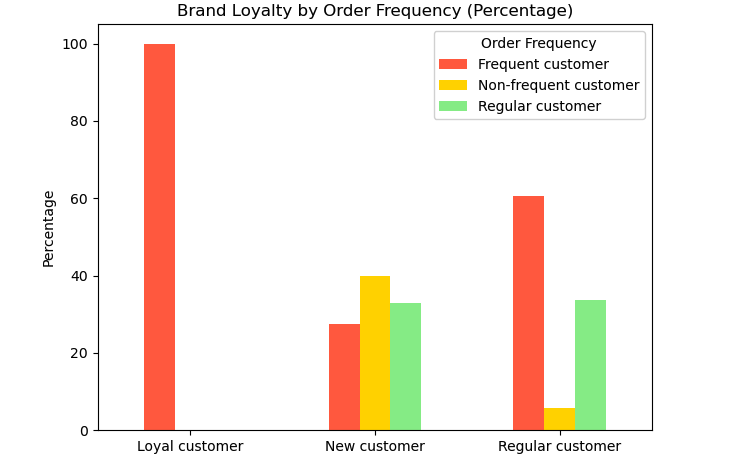 Brand Loyalty by Order Frequency (Percentage)
Order Frequency
Frequent customer
Non-frequent customer
Regular customer
Percentage
100
80
60
40
20
0
Loyal customer
New customer
Regular customer